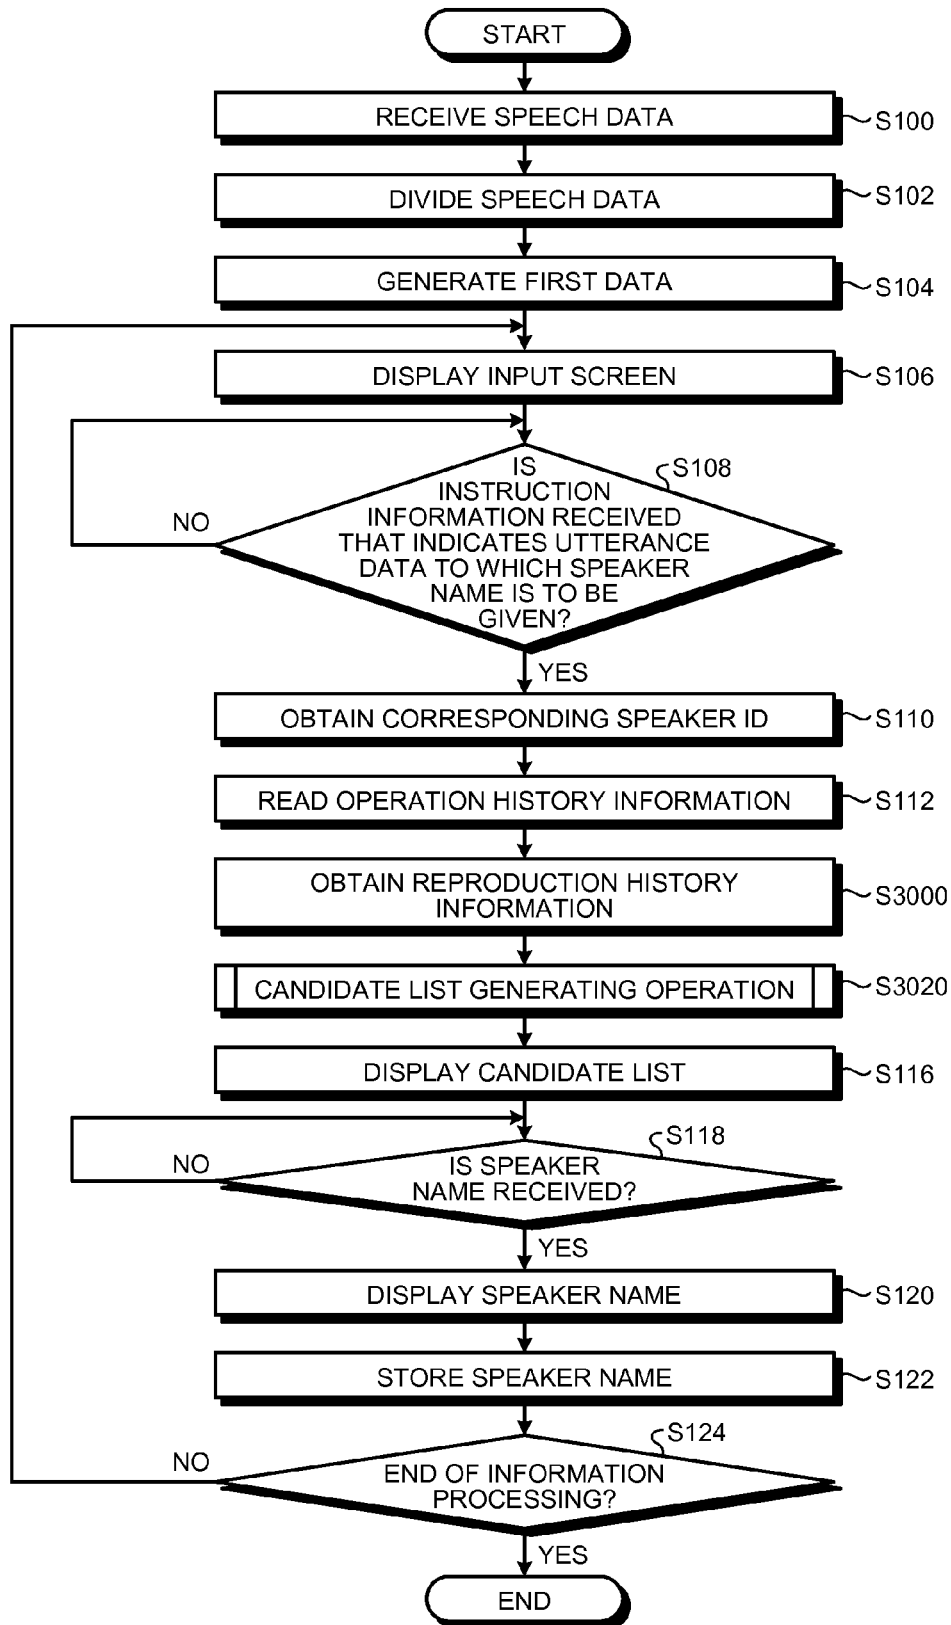 START
RECEIVE SPEECH DATA
S100
DIVIDE SPEECH DATA
S102
GENERATE FIRST DATA
S104
DISPLAY INPUT SCREEN
S106
S108
IS
INSTRUCTION
INFORMATION RECEIVED
THAT INDICATES UTTERANCE
DATA TO WHICH SPEAKER
NAME IS TO BE
GIVEN?
NO
YES
OBTAIN CORRESPONDING SPEAKER ID
S110
READ OPERATION HISTORY INFORMATION
S112
OBTAIN REPRODUCTION HISTORY
INFORMATION
S3000
CANDIDATE LIST GENERATING OPERATION
S3020
DISPLAY CANDIDATE LIST
S116
S118
IS SPEAKER
NAME RECEIVED?
NO
YES
DISPLAY SPEAKER NAME
S120
STORE SPEAKER NAME
S122
S124
END OF INFORMATION
PROCESSING?
NO
YES
END